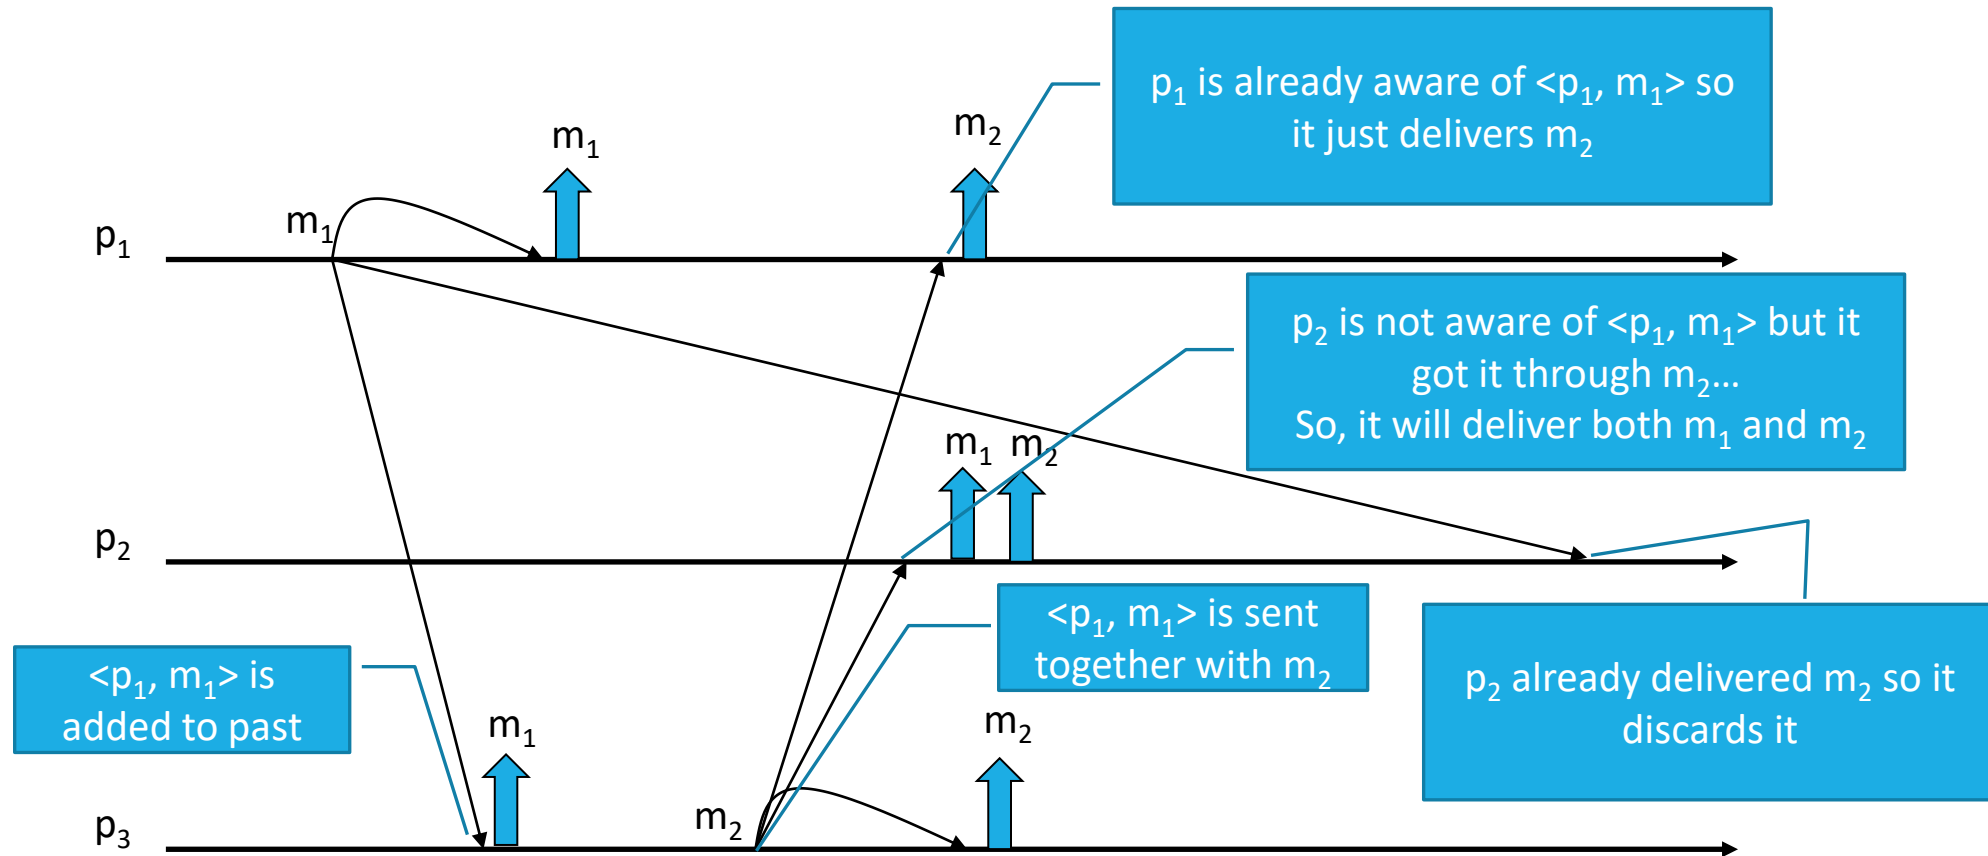 p₁ is already aware of <p₁, m₁> so
it just delivers m₂
m₁
m₂
m₁
p₁
p₂ is not aware of <p₁, m₁> but it
got it through m₂…
So, it will deliver both m₁ and m₂
m₁
m₂
p₂
<p₁, m₁> is sent
together with m₂
p₂ already delivered m₂ so it
discards it
<p₁, m₁> is
added to past
m₁
m₂
m₂
p₃